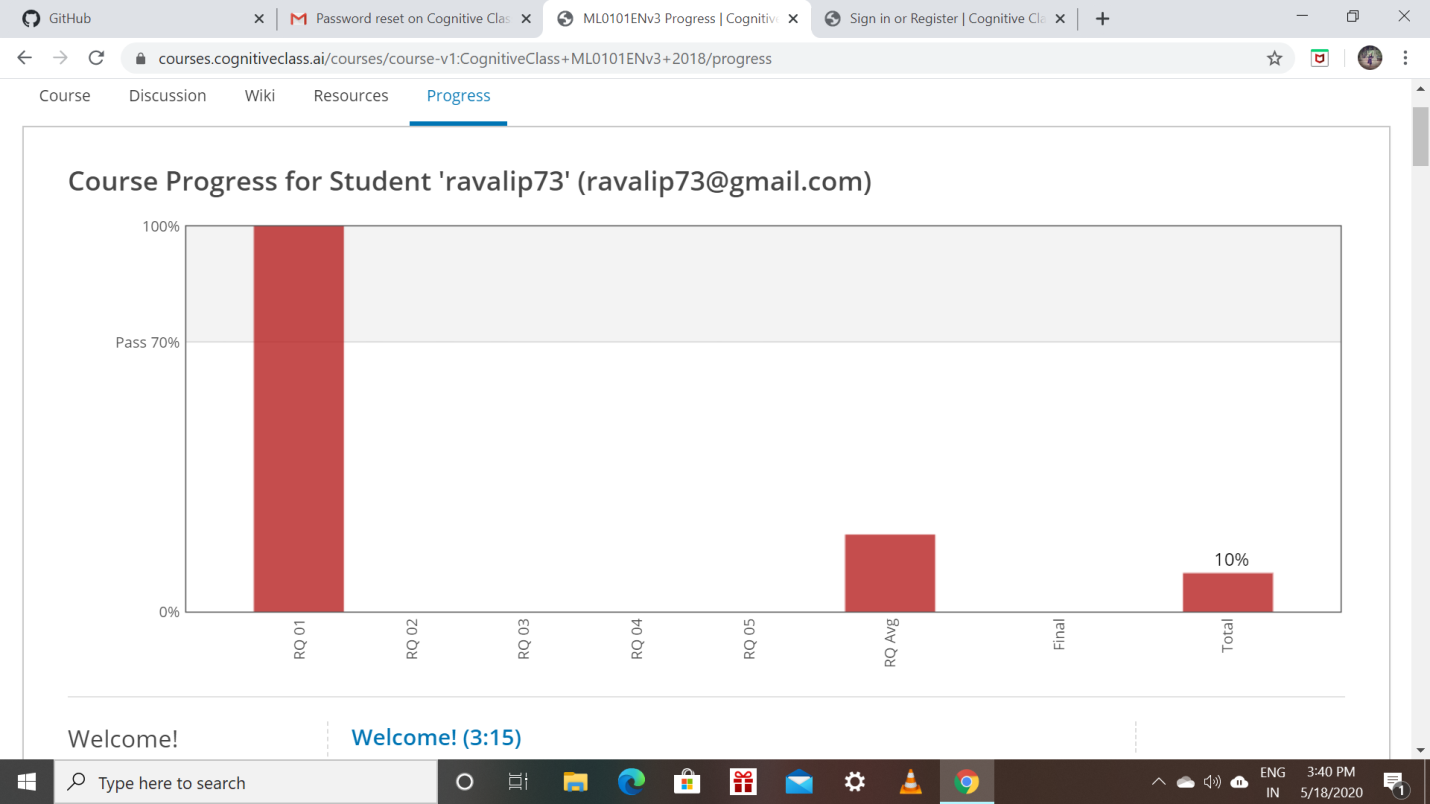 GitHub
Password reset on Cognitive Clas
ML0101ENv3 Progress | Cognitiv
Sign in or Register | Cognitive Cla
courses.cognitiveclass.ai/courses/course-v1:CognitiveClass+ML0101ENv3+2018/progress
Course Discussion Wiki Resources Progress
Course Progress for Student 'ravalip73' (ravalip73@gmail.com)
100%
Pass 70%
10%
0%
RQ 01 RQ 02 RQ 03 RQ 04 RQ 05 RQ Avg Final Total
Welcome! Welcome! (3:15)
Type here to search
ENG
IN
3:40 PM
5/18/2020
1